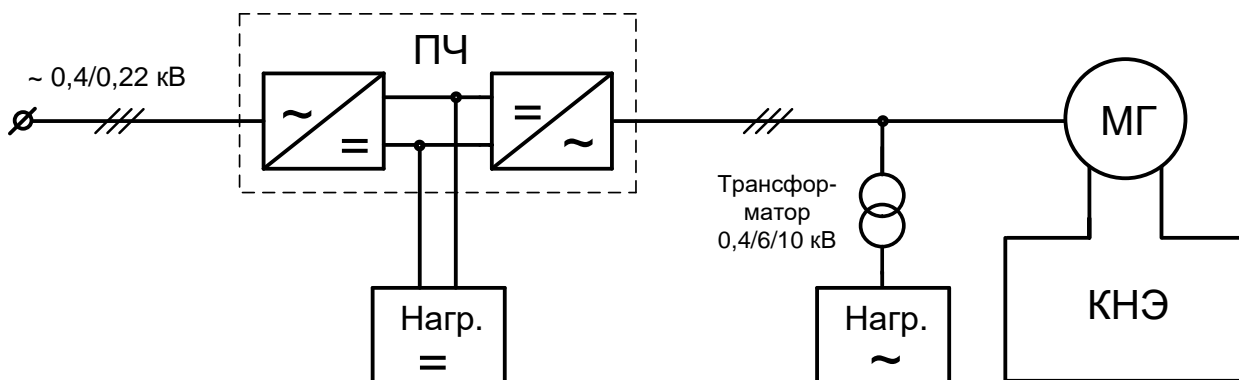 ПЧ
~ 0,4/0,22 кВ
~
=
=
~
МГ
Трансфор-
матор
0,4/6/10 кВ
КНЭ
Нагр.
=
Нагр.
~